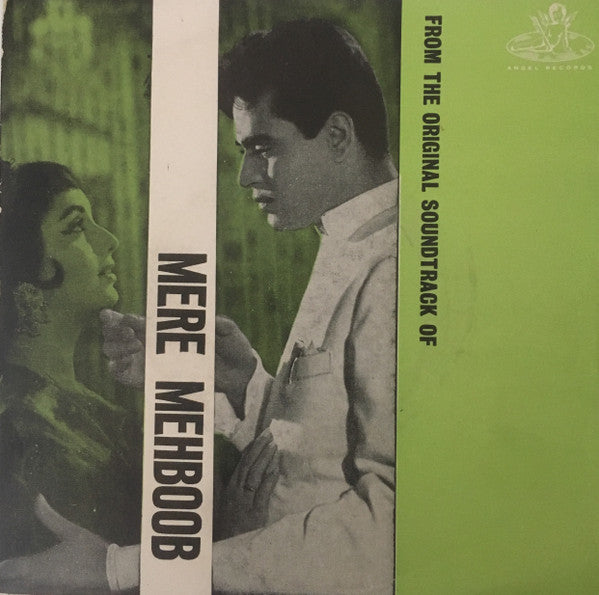 FROM THE ORIGINAL SOUNDTRACK OF
MERE MEHBOOB
ANGEL RECORDS